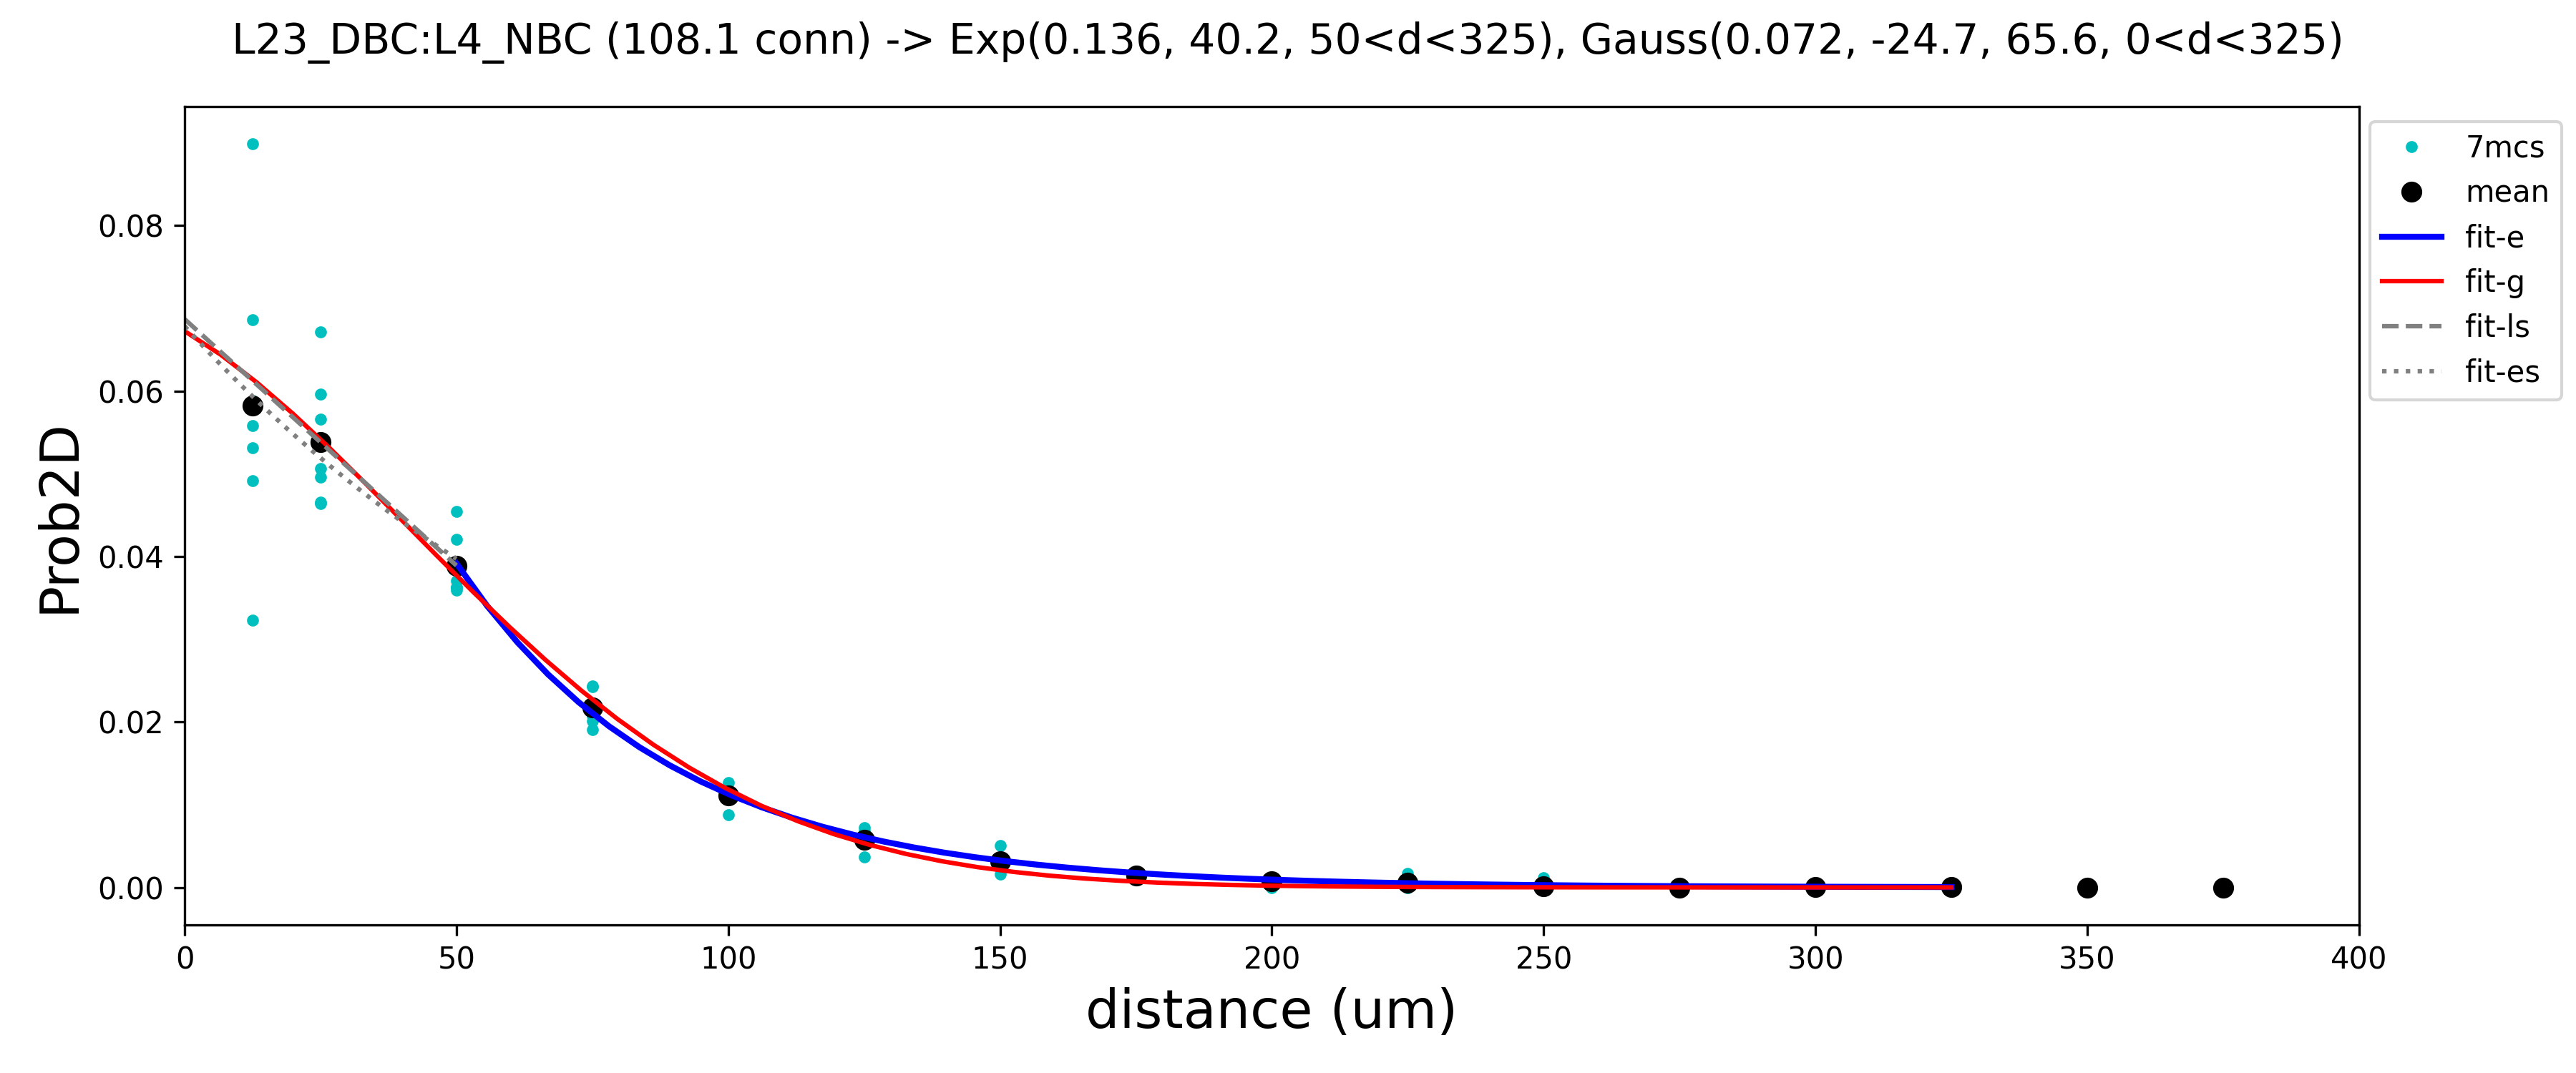 L23_DBC:L4_NBC (108.1 conn) -> Exp(0.136, 40.2, 50<d<325), Gauss(0.072, -24.7, 65.6, 0<d<325)
7mcs
mean
fit-e
fit-g
fit-ls
fit-es
Prob2D
0.08
0.06
0.04
0.02
0.00
0 50 100 150 200 250 300 350 400
distance (um)